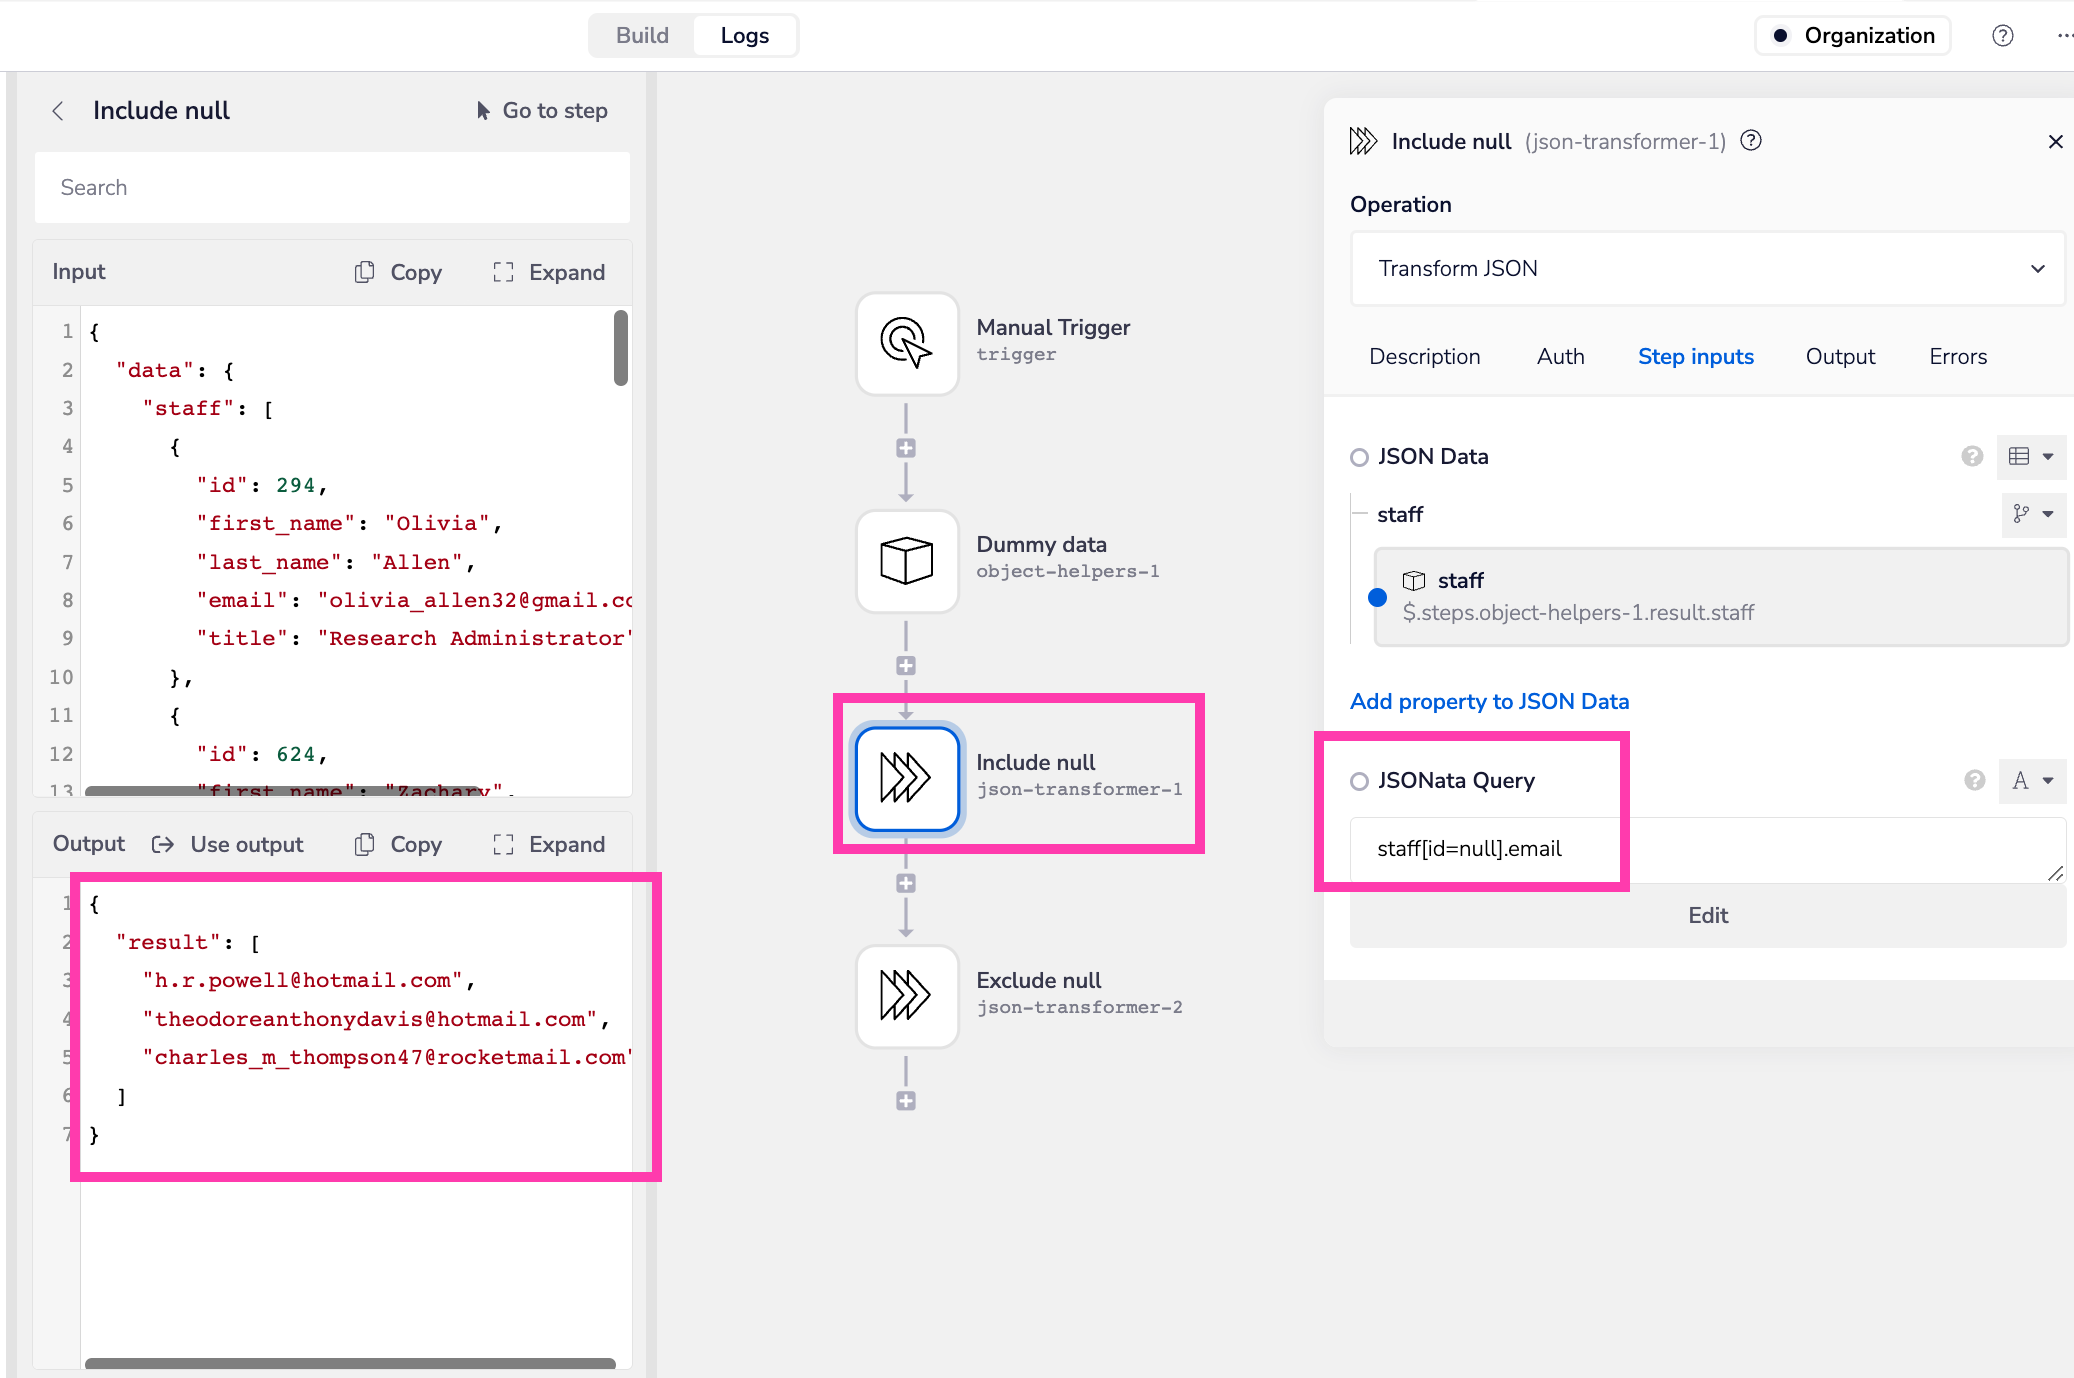 Build Logs
Organization
Include null
Go to step
Search
Input Copy Expand
1 {
2 "data": {
3 "staff": [
4 {
5 "id": 294,
6 "first_name": "Olivia",
7 "last_name": "Allen",
8 "email": "olivia_allen32@gmail.co
9 "title": "Research Administrator"
10 },
11 {
12 "id": 624,
13 "first_name": "Zachary",
Output Use output Copy Expand
1 {
2 "result": [
3 "h.r.powell@hotmail.com",
4 "theodoreanthonydavis@hotmail.com",
5 "charles_m_thompson47@rocketmail.com"
6 ]
7 }
Manual Trigger
trigger
Dummy data
object-helpers-1
Include null
json-transformer-1
Exclude null
json-transformer-2
Include null (json-transformer-1)
Operation
Transform JSON
Description Auth Step inputs Output Errors
JSON Data
staff
staff
$.steps.object-helpers-1.result.staff
Add property to JSON Data
JSONata Query
A
staff[id=null].email
Edit